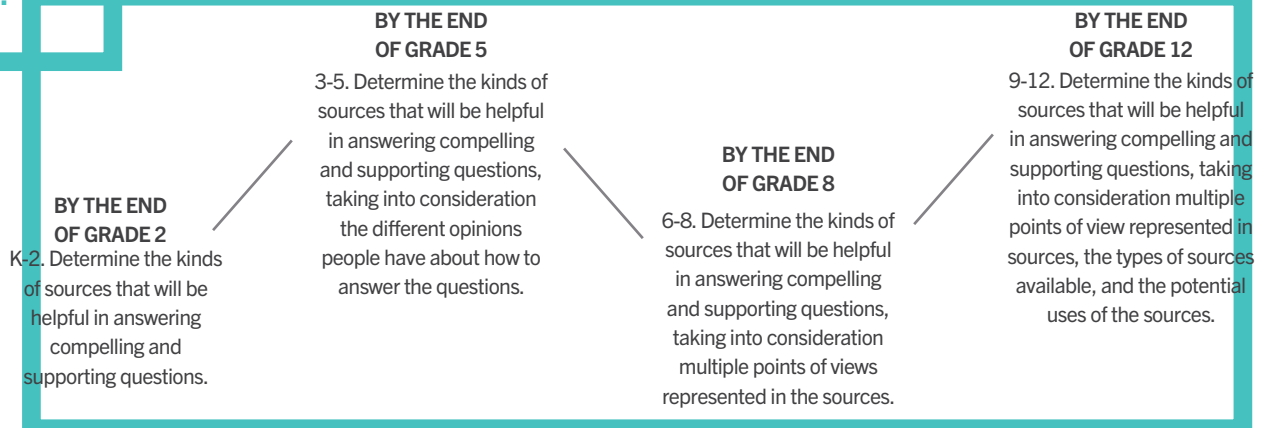 BY THE END
OF GRADE 2
K-2. Determine the kinds
of sources that will be
helpful in answering
compelling and
supporting questions.
BY THE END
OF GRADE 5
3-5. Determine the kinds of
sources that will be helpful
in answering compelling
and supporting questions,
taking into consideration
the different opinions
people have about how to
answer the questions.
BY THE END
OF GRADE 8
6-8. Determine the kinds of
sources that will be helpful
in answering compelling
and supporting questions,
taking into consideration
multiple points of views
represented in the sources.
BY THE END
OF GRADE 12
9-12. Determine the kinds of
sources that will be helpful
in answering compelling and
supporting questions, taking
into consideration multiple
points of view represented in
sources, the types of sources
available, and the potential
uses of the sources.